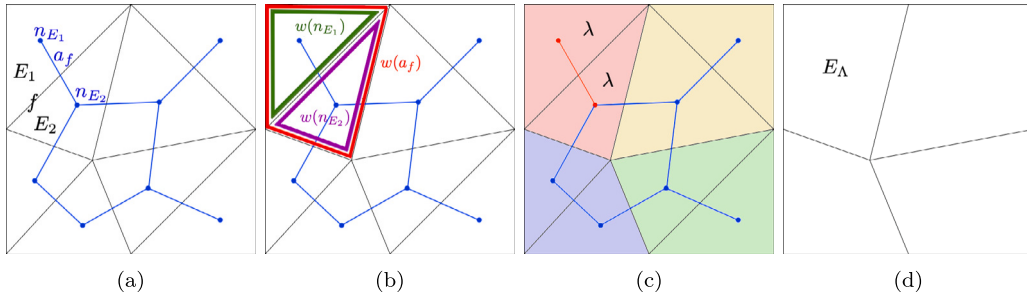 n_{E_1}
a_f
E_1
n_{E_2}
f
E_2
w(n_{E_1})
w(a_f)
w(n_{E_2})
λ
λ
E_Λ
(a) (b) (c) (d)